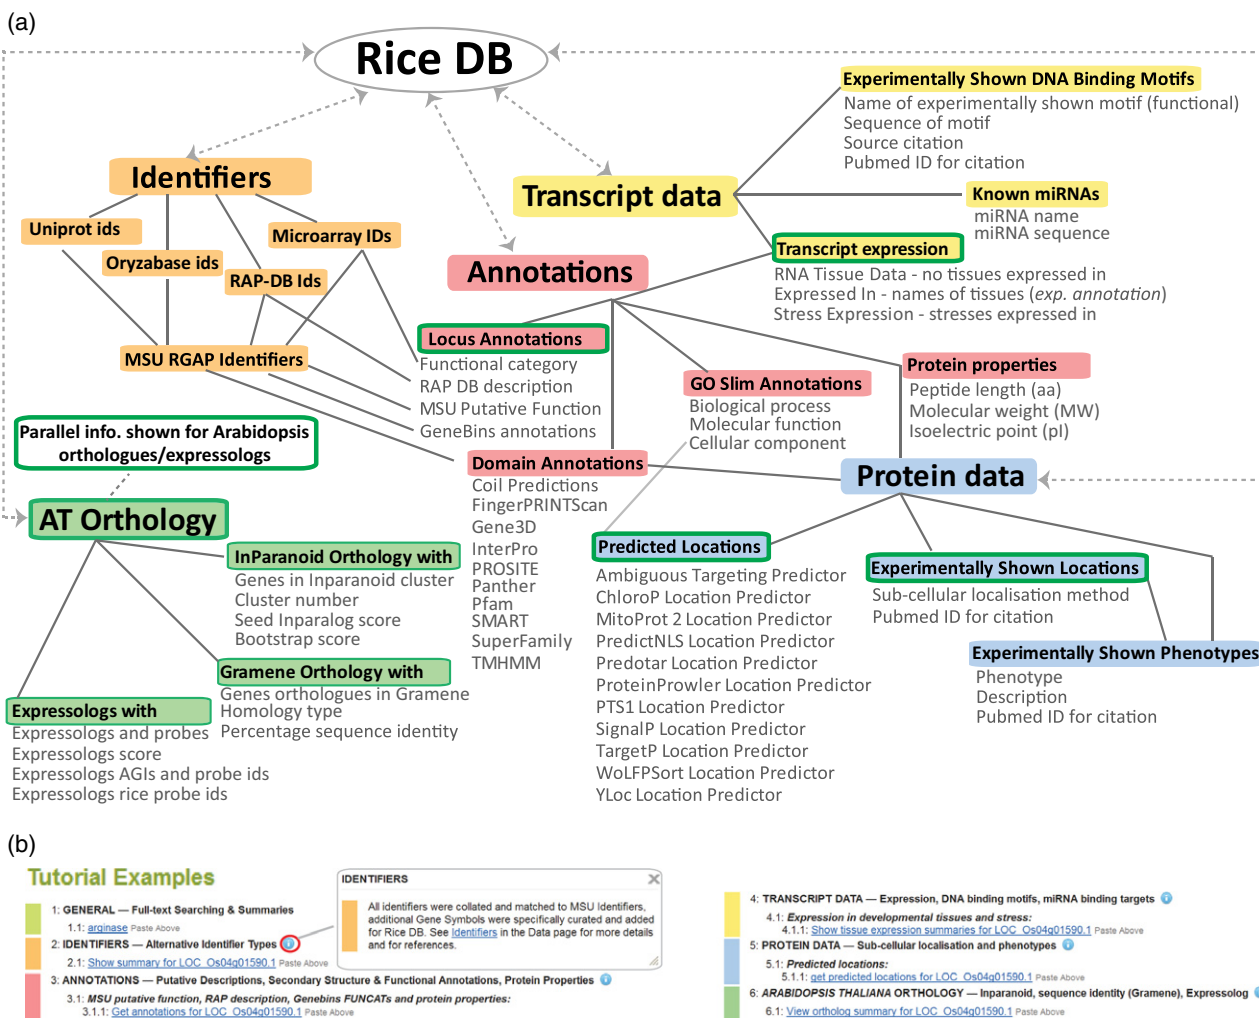 (a)
Rice DB
Experimentally Shown DNA Binding Motifs
Name of experimentally shown motif (functional)
Sequence of motif
Source citation
Pubmed ID for citation
Identifiers
Transcript data
Known miRNAs
miRNA name
miRNA sequence
Uniprot ids
Microarray IDs
Oryzabase ids
RAP-DB Ids
Transcript expression
RNA Tissue Data - no tissues expressed in
Expressed In - names of tissues (exp. annotation)
Stress Expression - stresses expressed in
Annotations
MSU RGAP Identifiers
Locus Annotations
Functional category
RAP DB description
MSU Putative Function
GeneBins annotations
GO Slim Annotations
Biological process
Molecular function
Cellular component
Protein properties
Peptide length (aa)
Molecular weight (MW)
Isoelectric point (pI)
Parallel info. shown for Arabidopsis
orthologues/expressologs
Domain Annotations
Coil Predictions
FingerPRINTScan
Gene3D
InterPro
PROSITE
Panther
Pfam
SMART
SuperFamily
TMHMM
Protein data
AT Orthology
InParanoid Orthology with
Genes in Inparanoid cluster
Cluster number
Seed Inparalog score
Bootstrap score
Predicted Locations
Ambiguous Targeting Predictor
ChloroP Location Predictor
MitoProt 2 Location Predictor
PredictNLS Location Predictor
Predotar Location Predictor
ProteinProwler Location Predictor
PTS1 Location Predictor
SignalP Location Predictor
TargetP Location Predictor
WoLFPSort Location Predictor
YLoc Location Predictor
Experimentally Shown Locations
Sub-cellular localisation method
Pubmed ID for citation
Experimentally Shown Phenotypes
Phenotype
Description
Pubmed ID for citation
Gramene Orthology with
Genes orthologues in Gramene
Homology type
Percentage sequence identity
Expressologs with
Expressologs and probes
Expressologs score
Expressologs AGIs and probe ids
Expressologs rice probe ids
(b)
Tutorial Examples
1: GENERAL — Full-text Searching & Summaries
1.1: arginase Paste Above
2: IDENTIFIERS — Alternative Identifier Types i
2.1: Show summary for LOC_Os04g01590.1 Paste Above
3: ANNOTATIONS — Putative Descriptions, Secondary Structure & Functional Annotations, Protein Properties i
3.1: MSU putative function, RAP description, Genebins FUNCATs and protein properties:
3.1.1: Get annotations for LOC_Os04g01590.1 Paste Above
IDENTIFIERS
All identifiers were collated and matched to MSU Identifiers,
additional Gene Symbols were specifically curated and added
for Rice DB. See Identifiers in the Data page for more details
and for references.
4: TRANSCRIPT DATA — Expression, DNA binding motifs, miRNA binding targets i
4.1: Expression in developmental tissues and stress:
4.1.1: Show tissue expression summaries for LOC_Os04g01590.1 Paste Above
5: PROTEIN DATA — Sub-cellular localisation and phenotypes i
5.1: Predicted locations:
5.1.1: get predicted locations for LOC_Os04g01590.1 Paste Above
6: ARABIDOPSIS THALIANA ORTHOLOGY — Inparanoid, sequence identity (Gramene), Expressolog
6.1: View ortholog summary for LOC_Os04g01590.1 Paste Above